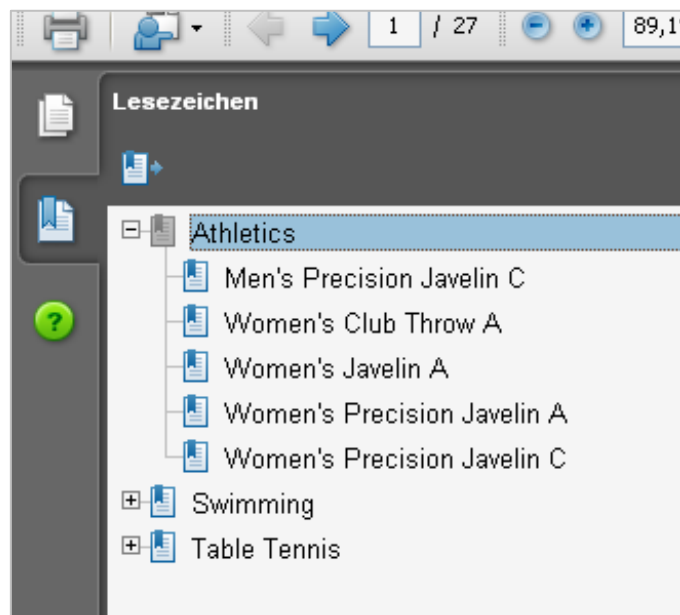 1 / 27 89,1
Lesezeichen
Athletics
Men's Precision Javelin C
Women's Club Throw A
Women's Javelin A
Women's Precision Javelin A
Women's Precision Javelin C
Swimming
Table Tennis